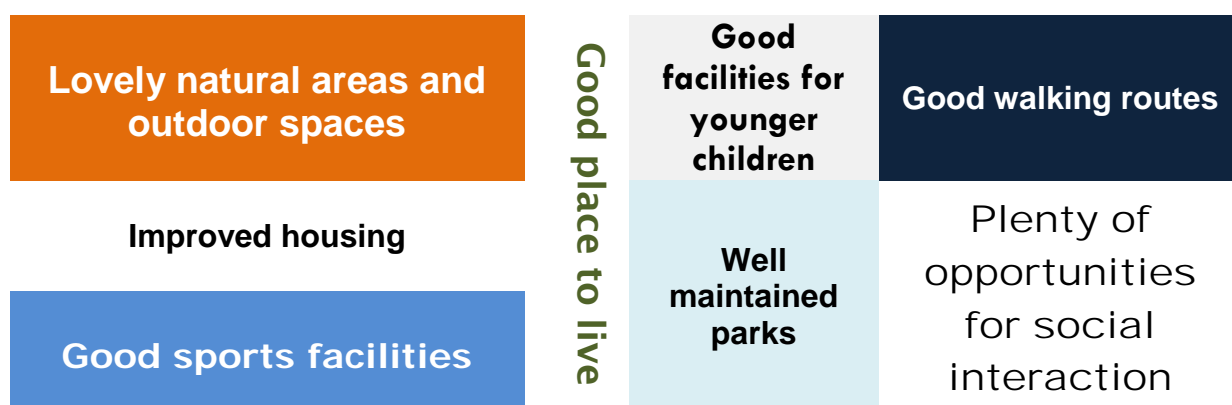 Lovely natural areas and
outdoor spaces
Improved housing
Good sports facilities
Good place to live
Good
facilities for
younger
children
Good walking routes
Well
maintained
parks
Plenty of
opportunities
for social
interaction